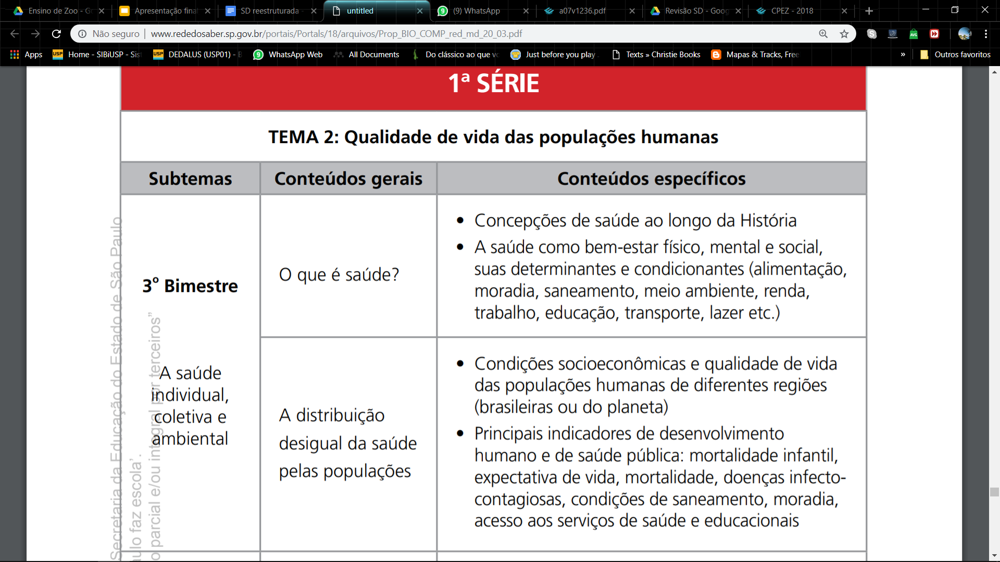 Ensino de Zoo - G
Apresentação final
SD reestruturada -
untitled
(9) WhatsApp
a07v1236.pdf
Revisão SD - Goog
CPEZ - 2018
Não seguro | www.rededosaber.sp.gov.br/portais/Portals/18/arquivos/Prop_BIO_COMP_red_md_20_03.pdf
Apps
Home - SIBiUSP - Sis
DEDALUS (USP01) - B
WhatsApp Web
All Documents
Do clássico ao que v
Just before you play
Texts » Christie Books
Mapas & Tracks, Free
»
Outros favoritos
1ª SÉRIE
TEMA 2: Qualidade de vida das populações humanas
Subtemas
Conteúdos gerais
Conteúdos específicos
3º Bimestre
A saúde
individual,
coletiva e
ambiental
O que é saúde?
• Concepções de saúde ao longo da História
• A saúde como bem-estar físico, mental e social,
suas determinantes e condicionantes (alimentação,
moradia, saneamento, meio ambiente, renda,
trabalho, educação, transporte, lazer etc.)
A distribuição
desigual da saúde
pelas populações
• Condições socioeconômicas e qualidade de vida
das populações humanas de diferentes regiões
(brasileiras ou do planeta)
• Principais indicadores de desenvolvimento
humano e de saúde pública: mortalidade infantil,
expectativa de vida, mortalidade, doenças infecto-
contagiosas, condições de saneamento, moradia,
acesso aos serviços de saúde e educacionais
Secretaria da Educação do Estado de São Paulo
ulo faz escola'.
o parcial e/ou integral por terceiros”